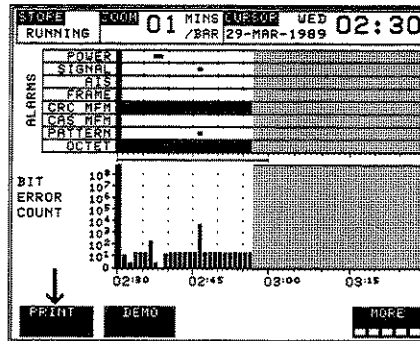 STORE ZOOM 01 MINS /BAR CURSOR WED 02:30
RUNNING 29-MAR-1989
ALARMS
POWER
SIGNAL
AIS
FRAME
CRC MFM
CAS MFM
PATTERN
OCTET
BIT ERROR COUNT
10⁸
10⁷
10⁶
10⁵
10⁴
10³
10²
10¹
0
02:30 02:45 03:00 03:15
PRINT DEMO MORE